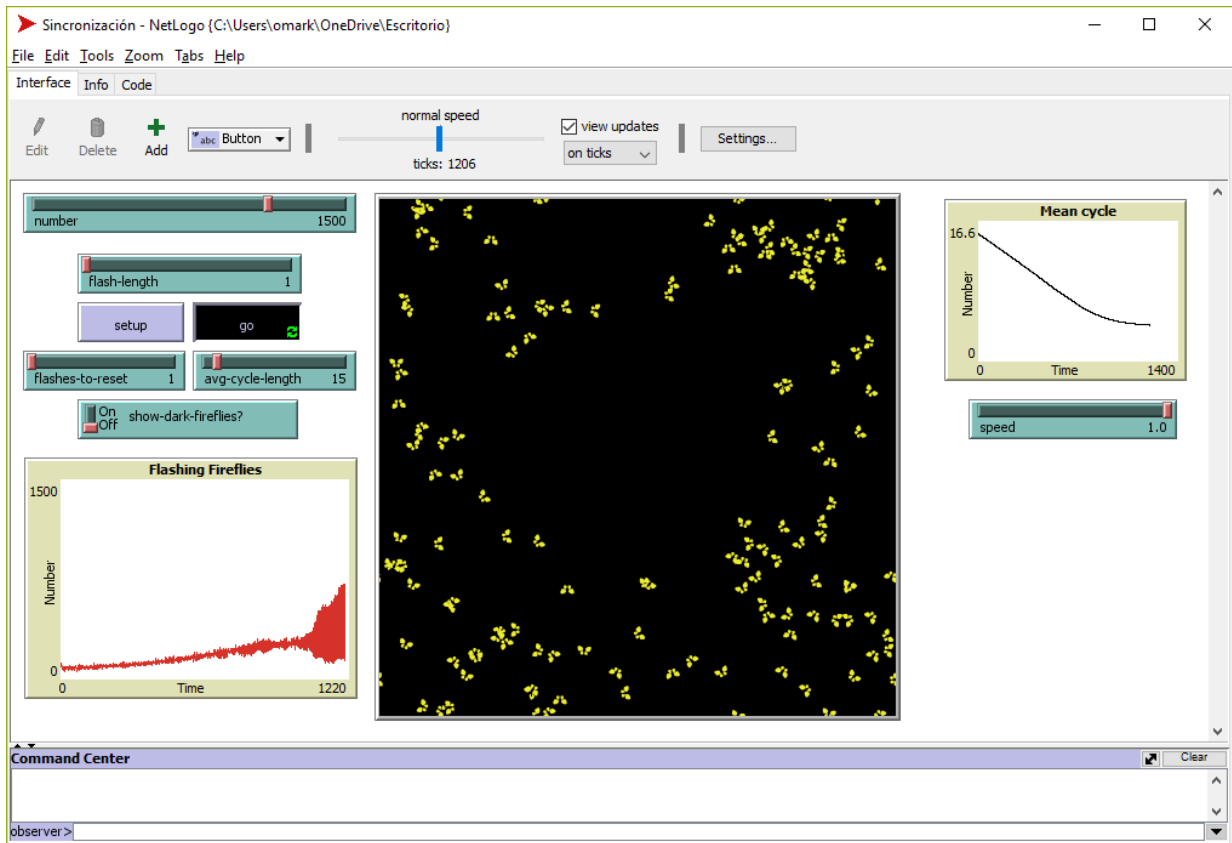 Sincronización - NetLogo {C:\Users\omark\OneDrive\Escritorio}
File Edit Tools Zoom Tabs Help
Interface Info Code
Edit Delete Add abc Button normal speed ticks: 1206 view updates on ticks Settings...
number 1500
flash-length 1
setup go
flashes-to-reset 1 avg-cycle-length 15
On Off show-dark-fireflies?
Flashing Fireflies
1500
Number
0
0 Time 1220
Mean cycle
16.6
Number
0
0 Time 1400
speed 1.0
Command Center Clear
observer>